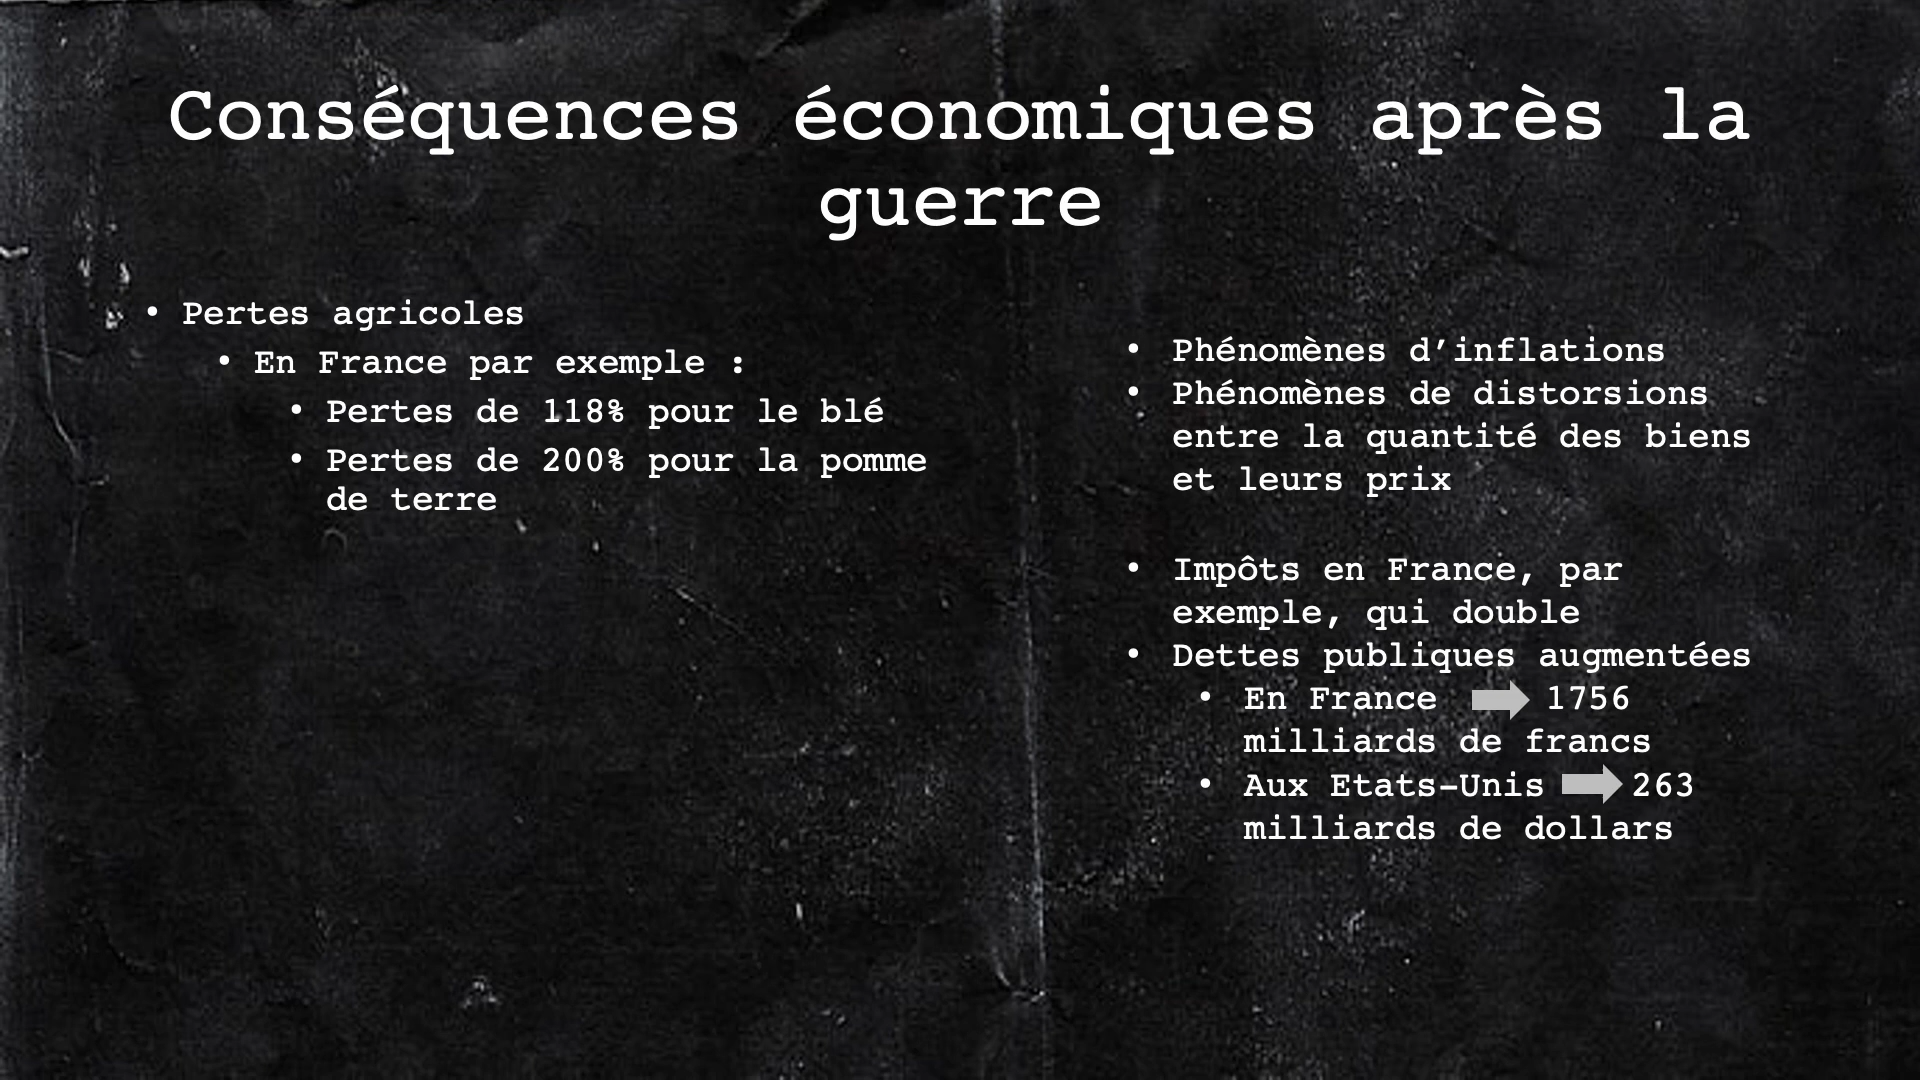 Conséquences économiques après la
guerre
• Pertes agricoles
• En France par exemple :
• Pertes de 118% pour le blé
• Pertes de 200% pour la pomme
de terre
• Phénomènes d’inflations
• Phénomènes de distorsions
entre la quantité des biens
et leurs prix
• Impôts en France, par
exemple, qui double
• Dettes publiques augmentées
• En France 1756
milliards de francs
• Aux Etats-Unis 263
milliards de dollars